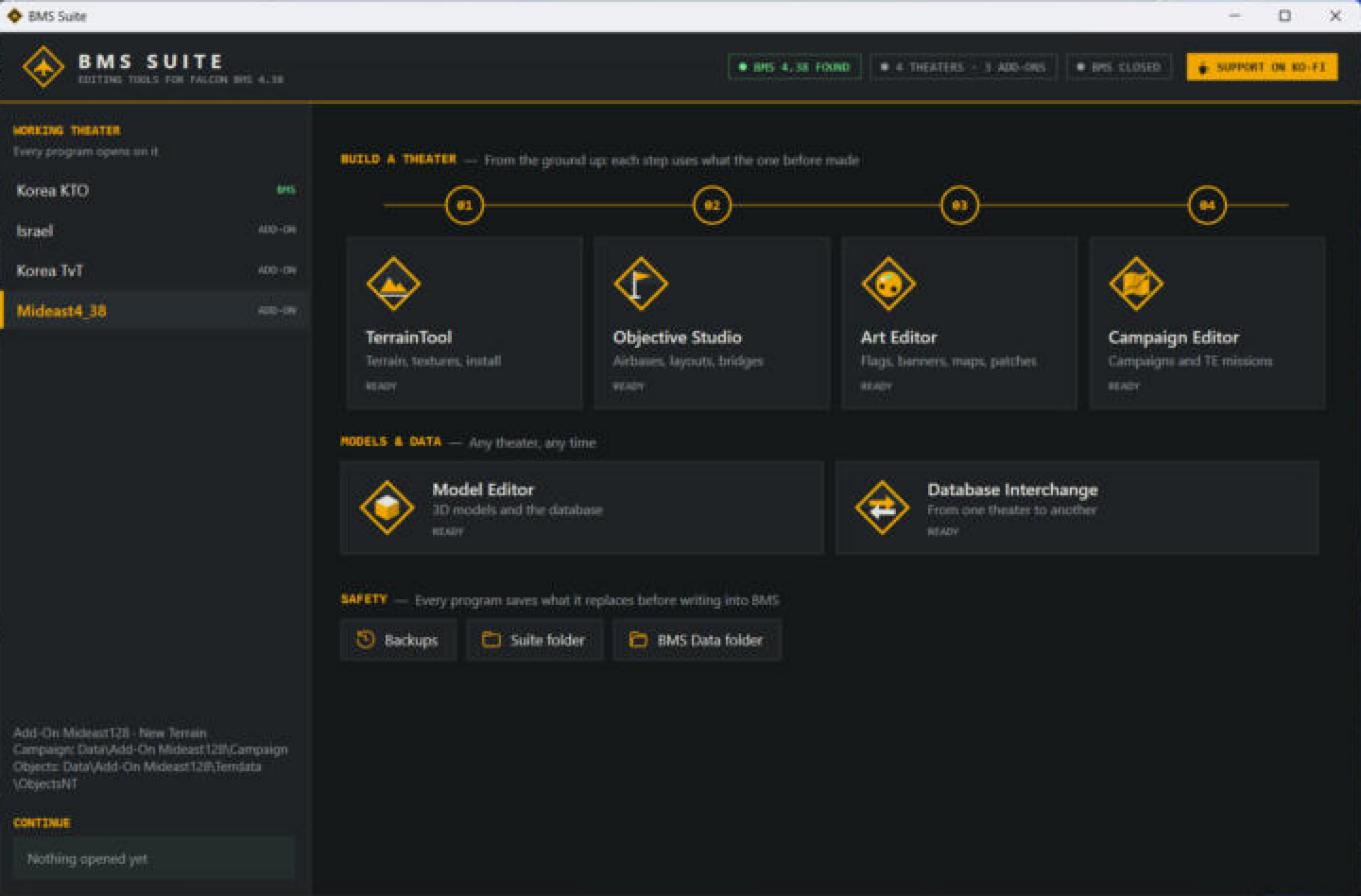 BMS Suite
BMS SUITE
EDITING TOOLS FOR FALCON BMS 4.38
BMS 4.38 FOUND
4 THEATERS · 3 ADD-ONS
BMS CLOSED
SUPPORT ON KO-FI
WORKING THEATER
Every program opens on it
Korea KTO BMS
Israel ADD-ON
Korea TvT ADD-ON
Mideast4_38 ADD-ON
BUILD A THEATER — From the ground up: each step uses what the one before made
01 02 03 04
TerrainTool
Terrain, textures, install
READY
Objective Studio
Airbases, layouts, bridges
READY
Art Editor
Flags, banners, maps, patches
READY
Campaign Editor
Campaigns and TE missions
READY
MODELS & DATA — Any theater, any time
Model Editor
3D models and the database
READY
Database Interchange
From one theater to another
READY
SAFETY — Every program saves what it replaces before writing into BMS
Backups
Suite folder
BMS Data folder
Add-On Mideast128 · New Terrain
Campaign: Data\Add-On Mideast128\Campaign
Objects: Data\Add-On Mideast128\Terrdata
\ObjectsNT
CONTINUE
Nothing opened yet